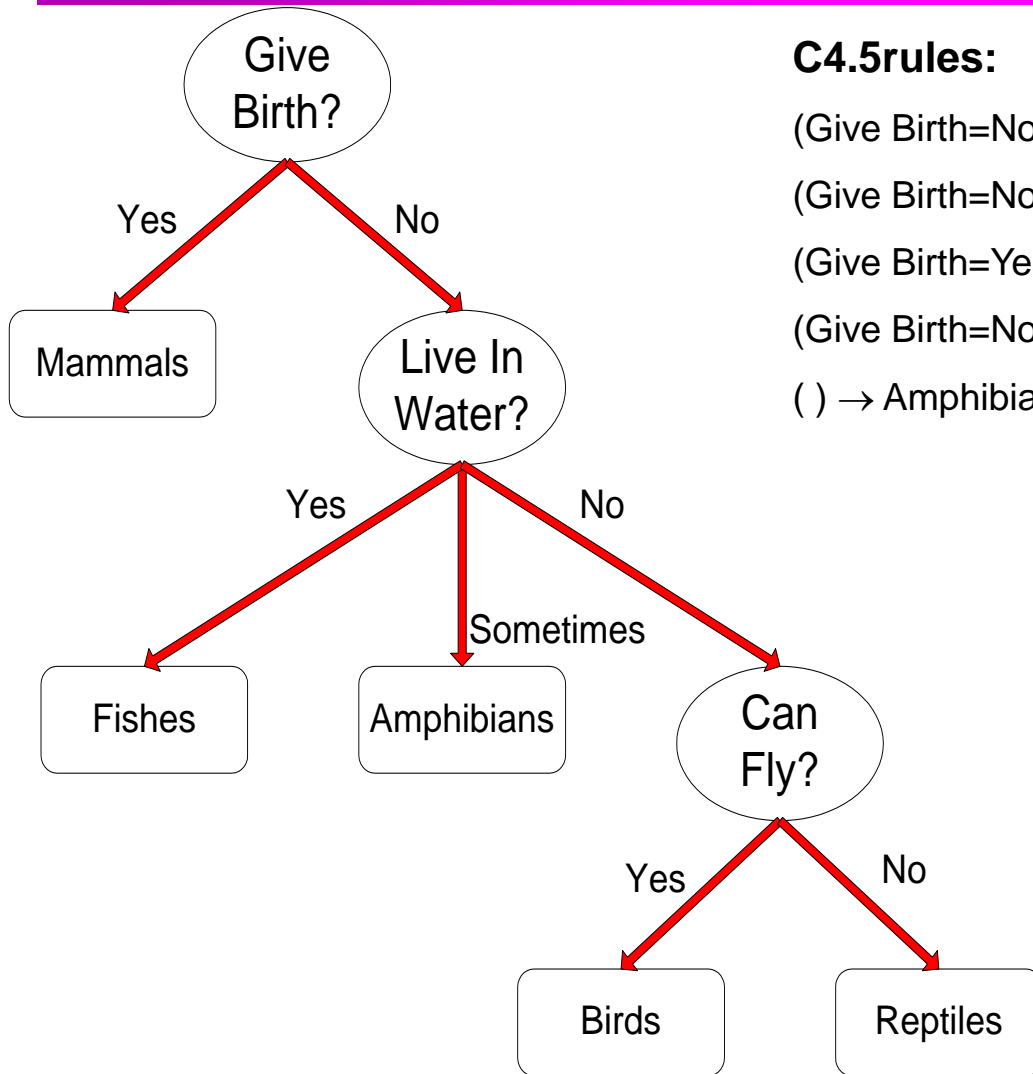 Give
Birth?
Yes
No
Mammals
Live In
Water?
Yes
No
Sometimes
Fishes
Amphibians
Can
Fly?
Yes
No
Birds
Reptiles
C4.5rules:
(Give Birth=No
(Give Birth=No
(Give Birth=Ye
(Give Birth=No
( ) → Amphibia